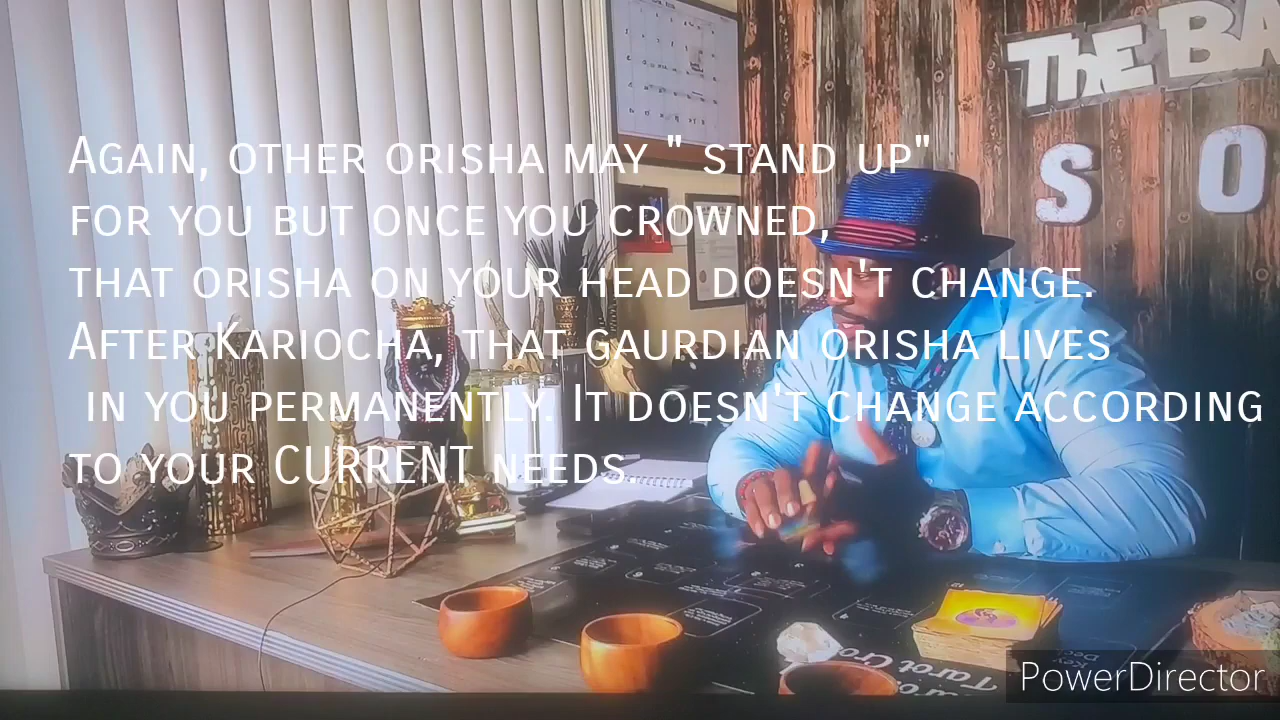 Again, other orisha may " stand up"
for you but once you crowned,
that orisha on your head doesn't change.
After Kariocha, that gaurdian orisha lives
in you permanently. It doesn't change according
to your CURRENT needs.
The BA
S O
Tarot
PowerDirector